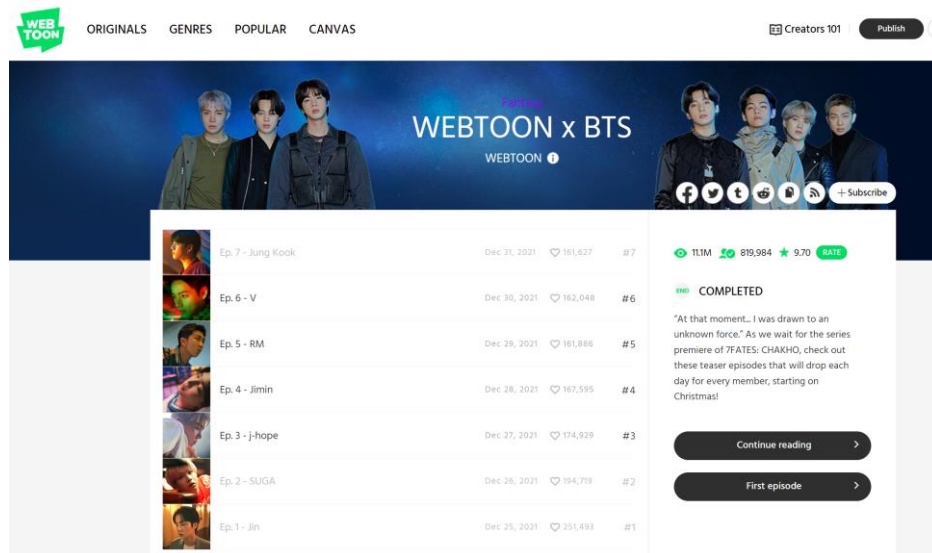 WEB
TOON
ORIGINALS GENRES POPULAR CANVAS
Creators 101 Publish
Fantasy
WEBTOON x BTS
WEBTOON i
+ Subscribe
Ep. 7 - Jung Kook Dec 31, 2021 161,627 #7
Ep. 6 - V Dec 30, 2021 162,048 #6
Ep. 5 - RM Dec 29, 2021 161,886 #5
Ep. 4 - Jimin Dec 28, 2021 167,595 #4
Ep. 3 - j-hope Dec 27, 2021 174,929 #3
Ep. 2 - SUGA Dec 26, 2021 194,719 #2
Ep. 1 - Jin Dec 25, 2021 251,493 #1
11.1M 819,984 9.70 RATE
END COMPLETED
"At that moment... I was drawn to an
unknown force." As we wait for the series
premiere of 7FATES: CHAKHO, check out
these teaser episodes that will drop each
day for every member, starting on
Christmas!
Continue reading >
First episode >